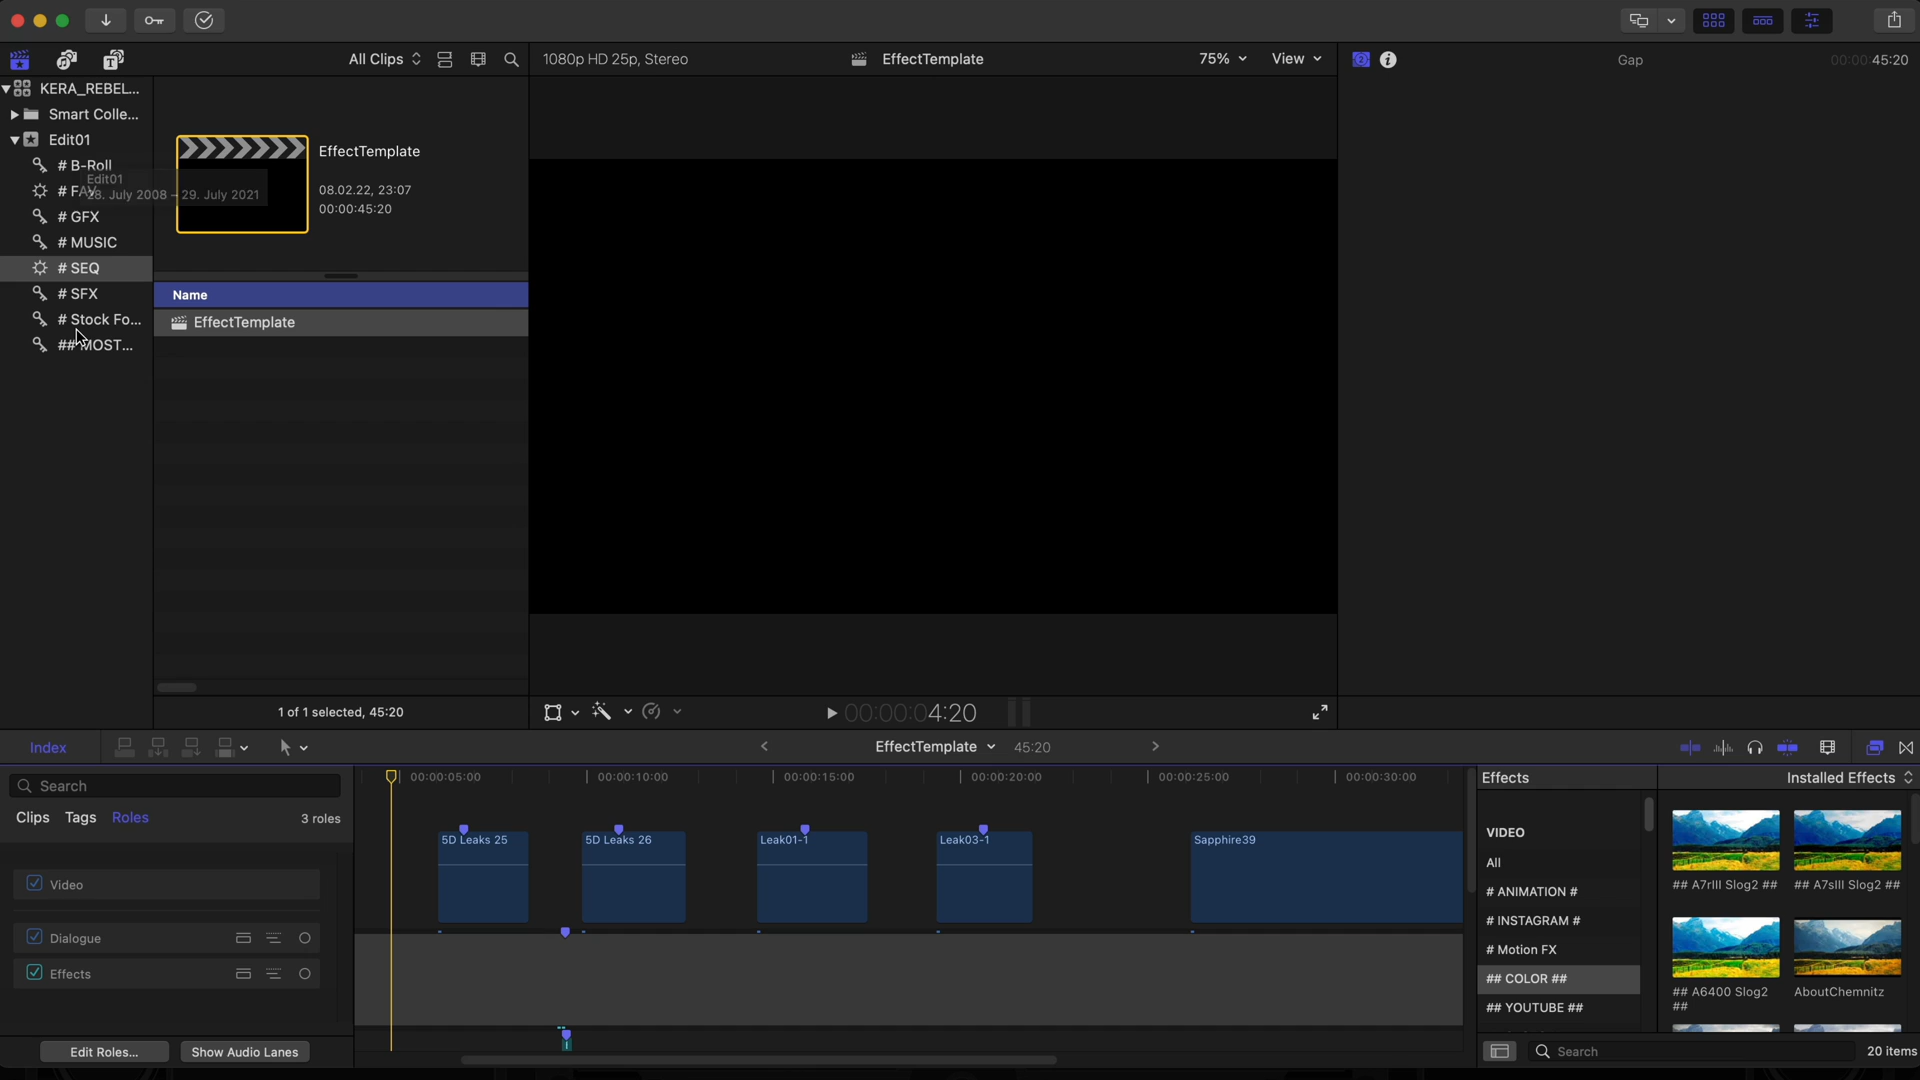 All Clips
1080p HD 25p, Stereo
EffectTemplate
75%
View
Gap
00:00:45:20
KERA_REBEL...
Smart Colle...
Edit01
# B-Roll
# FAV
# GFX
# MUSIC
# SEQ
# SFX
# Stock Fo...
## MOST...
Edit01
28. July 2008 – 29. July 2021
EffectTemplate
08.02.22, 23:07
00:00:45:20
Name
EffectTemplate
1 of 1 selected, 45:20
00:00:04:20
Index
EffectTemplate
45:20
Search
Clips
Tags
Roles
3 roles
Video
Dialogue
Effects
Edit Roles...
Show Audio Lanes
00:00:05:00
00:00:10:00
00:00:15:00
00:00:20:00
00:00:25:00
00:00:30:00
5D Leaks 25
5D Leaks 26
Leak01-1
Leak03-1
Sapphire39
Effects
Installed Effects
VIDEO
All
# ANIMATION #
# INSTAGRAM #
# Motion FX
## COLOR ##
## YOUTUBE ##
## A7rIII Slog2 ##
## A7sIII Slog2 ##
## A6400 Slog2
##
AboutChemnitz
Search
20 items